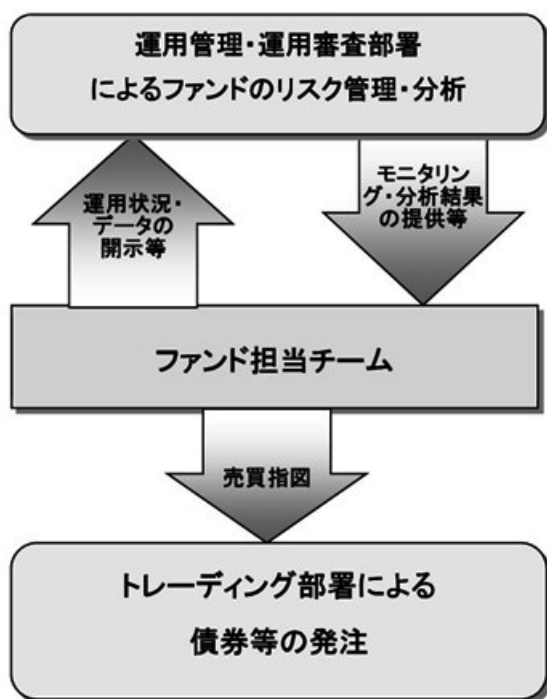 運用管理・運用審査部署
によるファンドのリスク管理・分析
運用状況・
データの
開示等
モニタリン
グ・分析結果
の提供等
ファンド担当チーム
売買指図
トレーディング部署による
債券等の発注